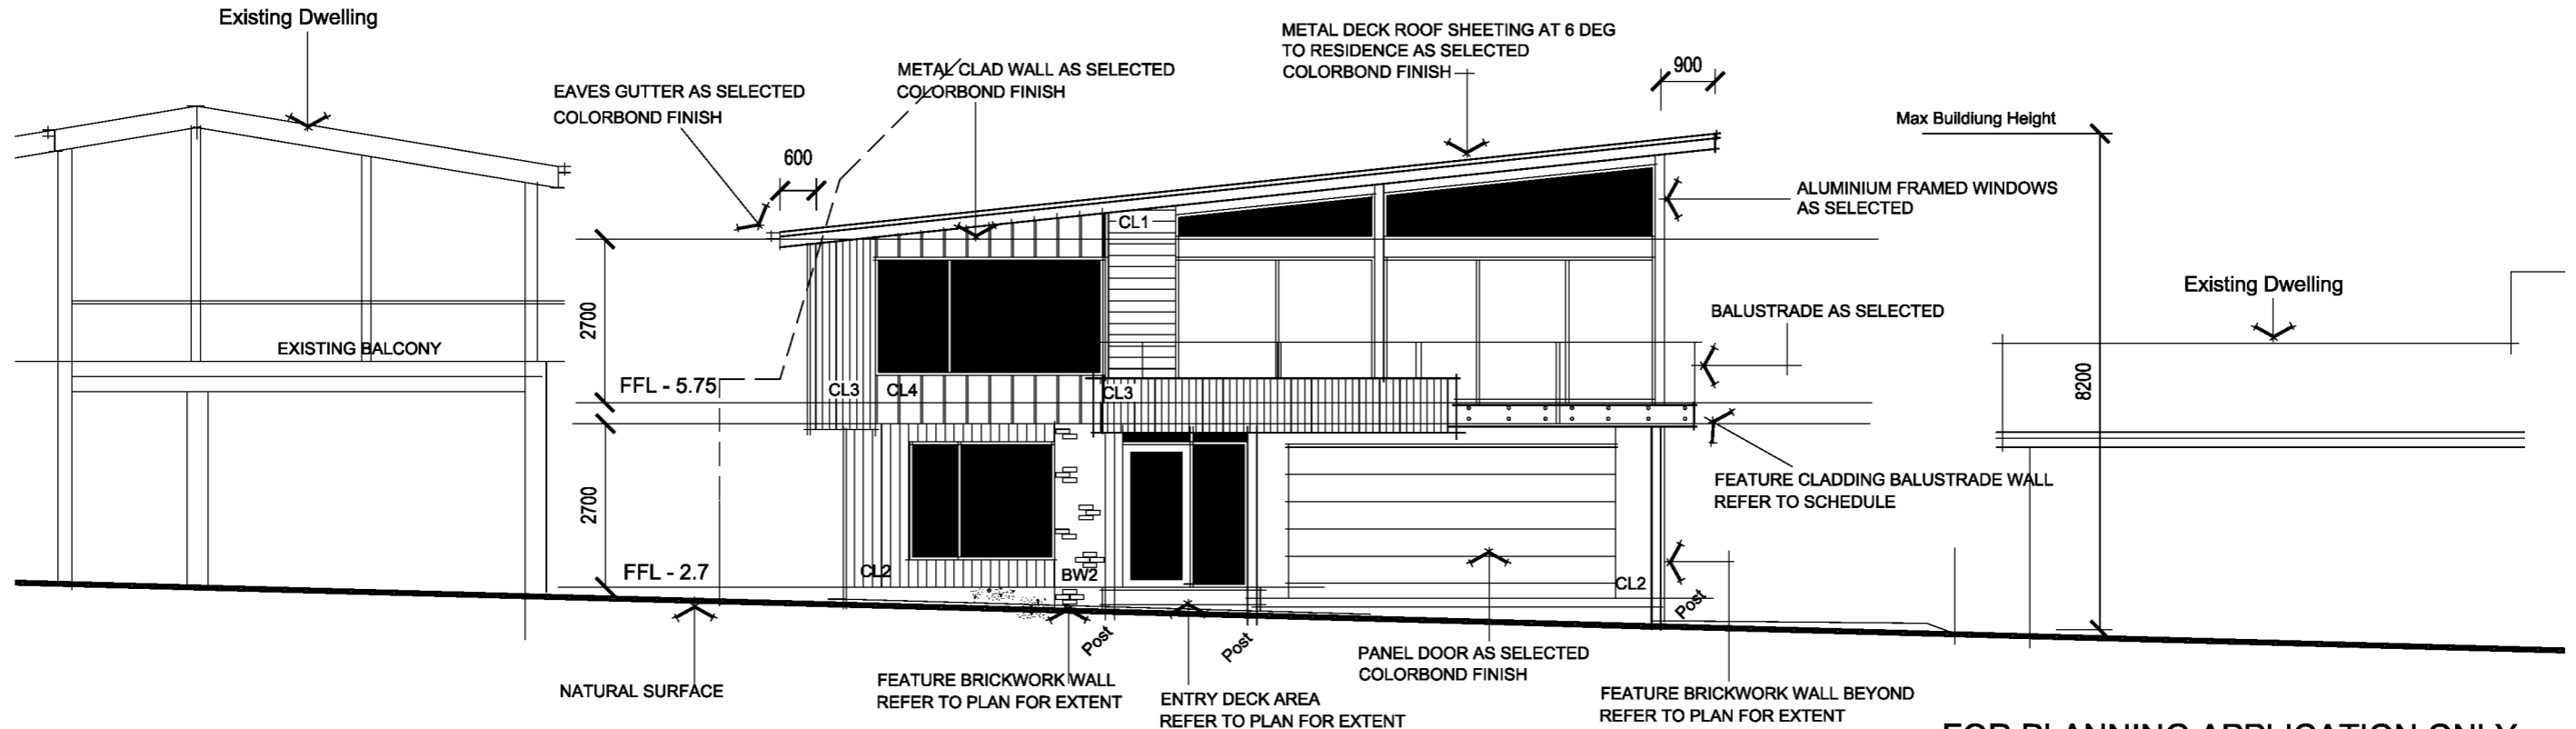 Existing Dwelling
EAVES GUTTER AS SELECTED
COLORBOND FINISH
METAL CLAD WALL AS SELECTED
COLORBOND FINISH
METAL DECK ROOF SHEETING AT 6 DEG
TO RESIDENCE AS SELECTED
COLORBOND FINISH
900
Max Buildiung Height
600
ALUMINIUM FRAMED WINDOWS
AS SELECTED
CL1
Existing Dwelling
BALUSTRADE AS SELECTED
2700
EXISTING BALCONY
FFL - 5.75
CL3
CL4
CL3
8200
FEATURE CLADDING BALUSTRADE WALL
REFER TO SCHEDULE
2700
FFL - 2.7
CL2
BW2
CL2
Post
Post
Post
NATURAL SURFACE
FEATURE BRICKWORK WALL
REFER TO PLAN FOR EXTENT
ENTRY DECK AREA
REFER TO PLAN FOR EXTENT
PANEL DOOR AS SELECTED
COLORBOND FINISH
FEATURE BRICKWORK WALL BEYOND
REFER TO PLAN FOR EXTENT
FOR PLANNING APPLICATION ONLY